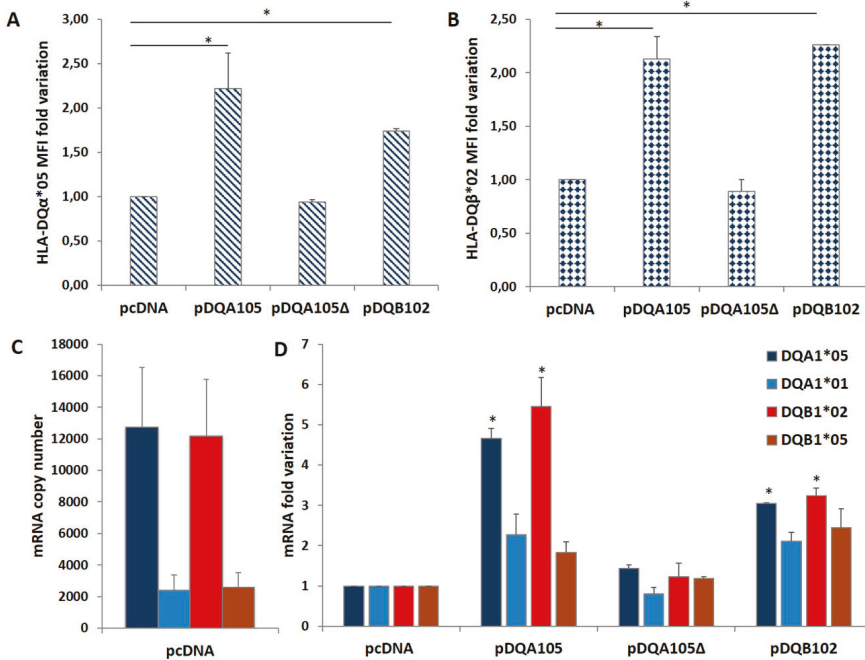 A
HLA-DQα*05 MFI fold variation
3,00
2,50
2,00
1,50
1,00
0,50
0,00
*
*
pcDNA pDQA105 pDQA105Δ pDQB102
B
HLA-DQβ*02 MFI fold variation
2,50
2,00
1,50
1,00
0,50
0,00
*
*
pcDNA pDQA105 pDQA105Δ pDQB102
C
mRNA copy number
18000
16000
14000
12000
10000
8000
6000
4000
2000
0
pcDNA
D
mRNA fold variation
7
6
5
4
3
2
1
0
*
*
*
*
pcDNA pDQA105 pDQA105Δ pDQB102
DQA1*05
DQA1*01
DQB1*02
DQB1*05